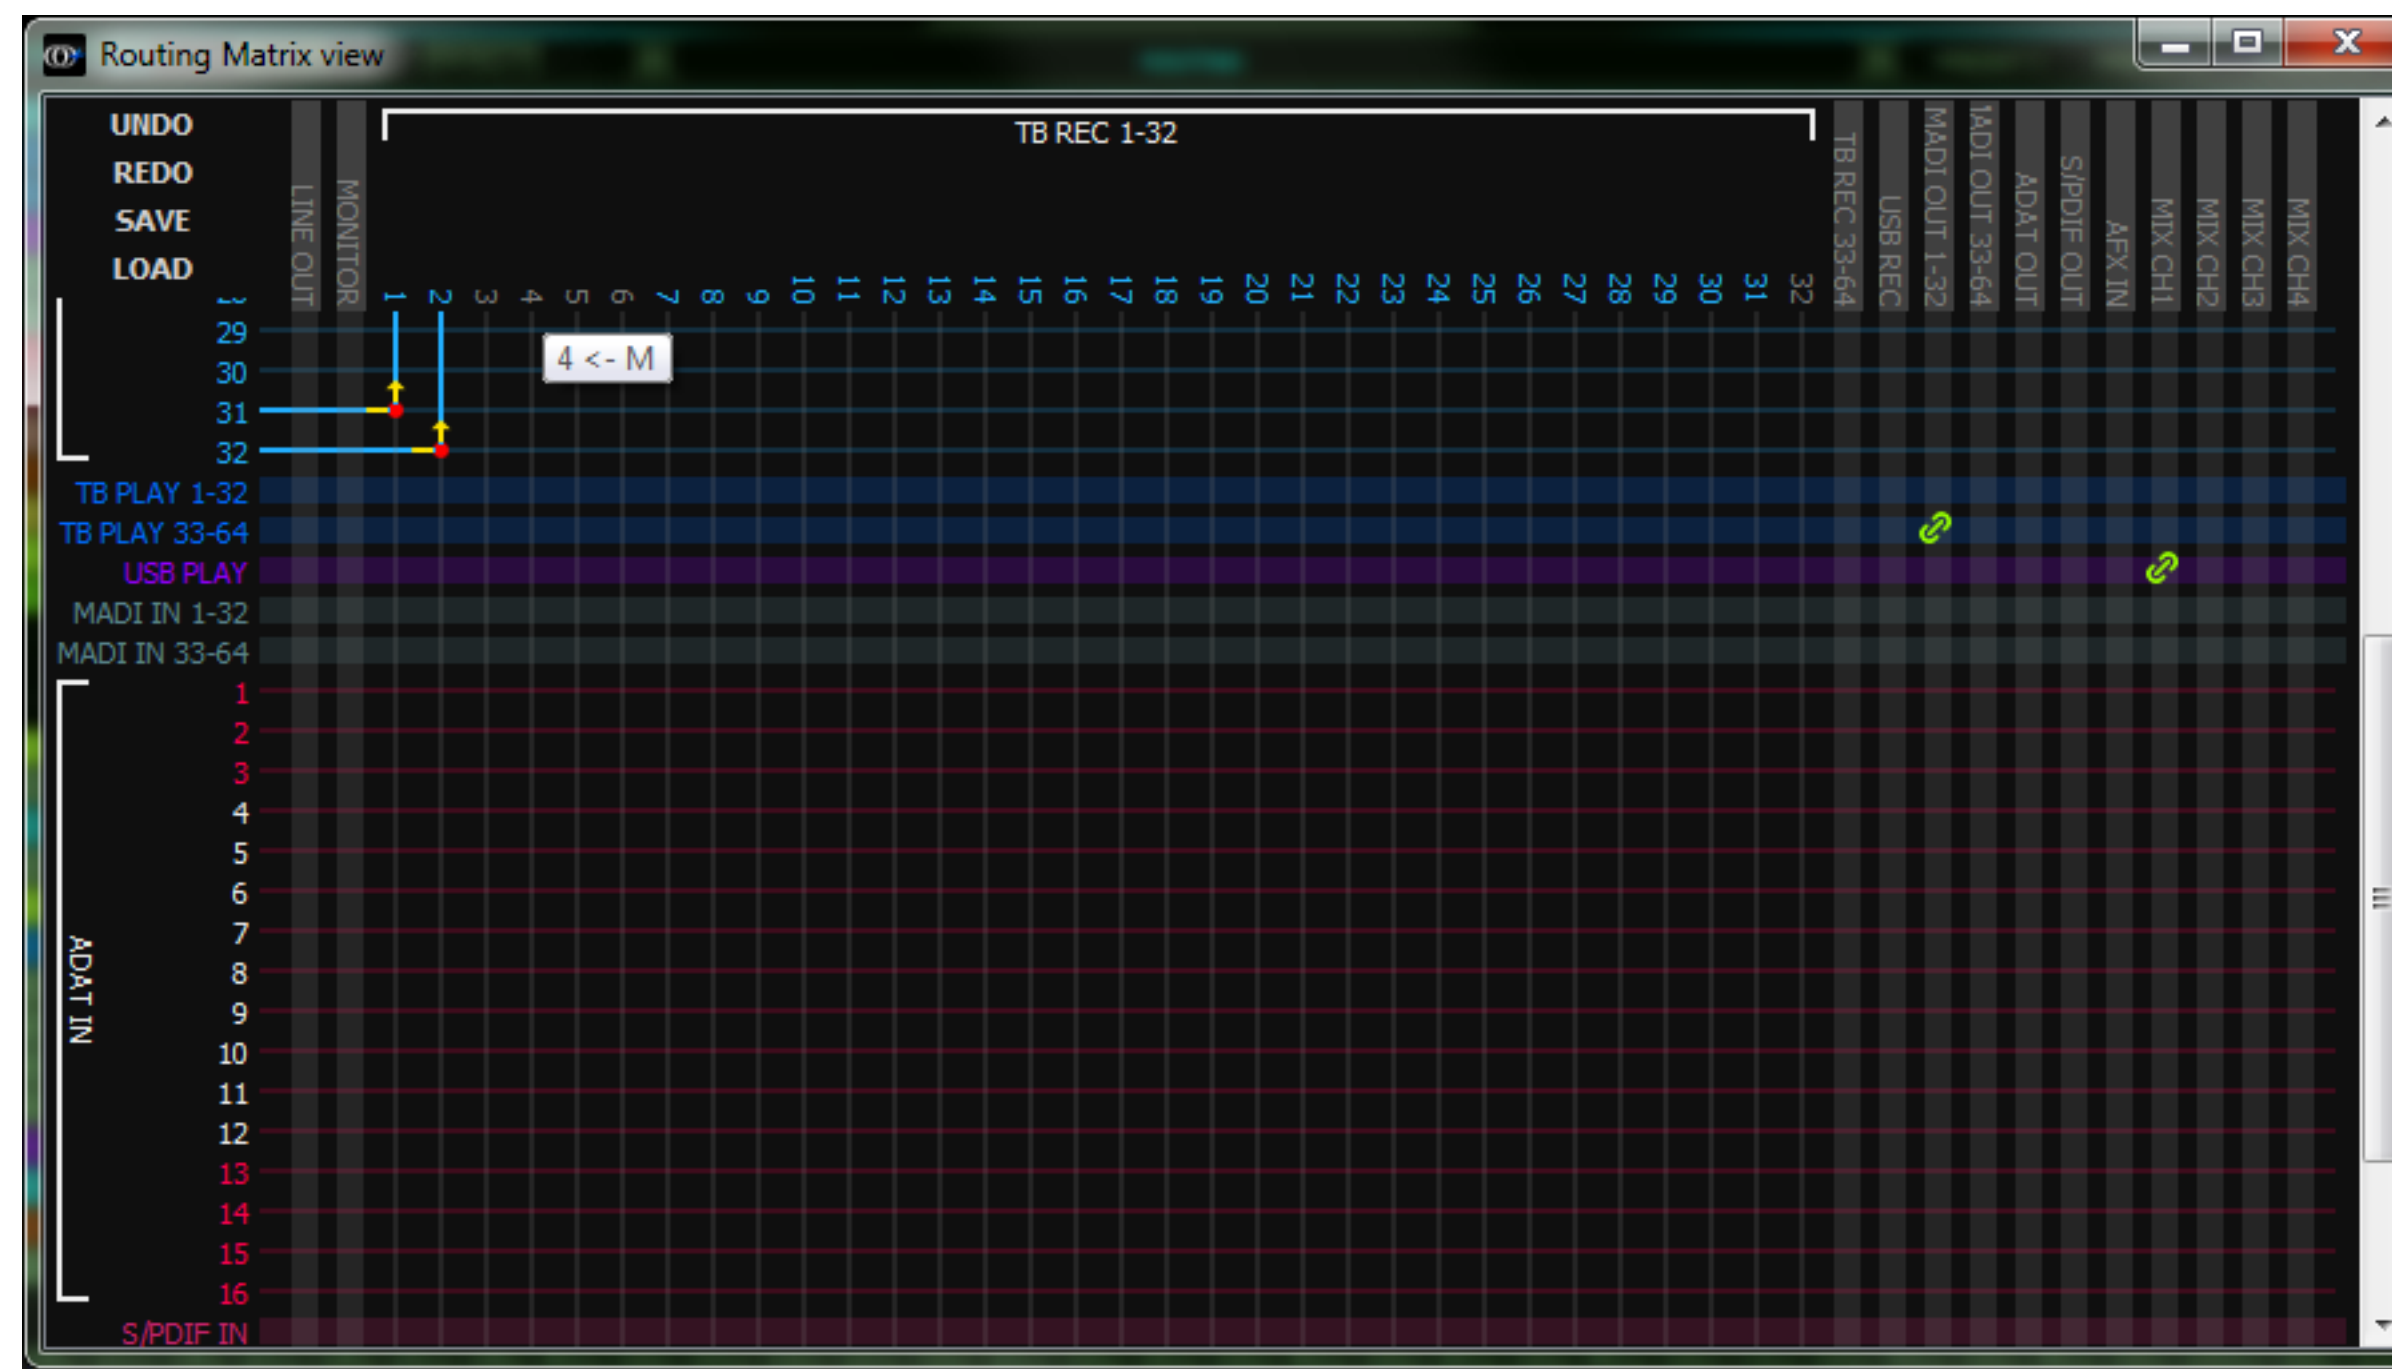 Routing Matrix view
UNDO
REDO
SAVE
LOAD
LINE OUT
MONITOR
TB REC 1-32
1 2 3 4 5 6 7 8 9 10 11 12 13 14 15 16 17 18 19 20 21 22 23 24 25 26 27 28 29 30 31 32
TB REC 33-64
USB REC
MADI OUT 1-32
MADI OUT 33-64
ADAT OUT
S/PDIF OUT
AFX IN
MIX CH1
MIX CH2
MIX CH3
MIX CH4
29
30
4 <- M
31
32
TB PLAY 1-32
TB PLAY 33-64
USB PLAY
MADI IN 1-32
MADI IN 33-64
ADAT IN
1
2
3
4
5
6
7
8
9
10
11
12
13
14
15
16
S/PDIF IN